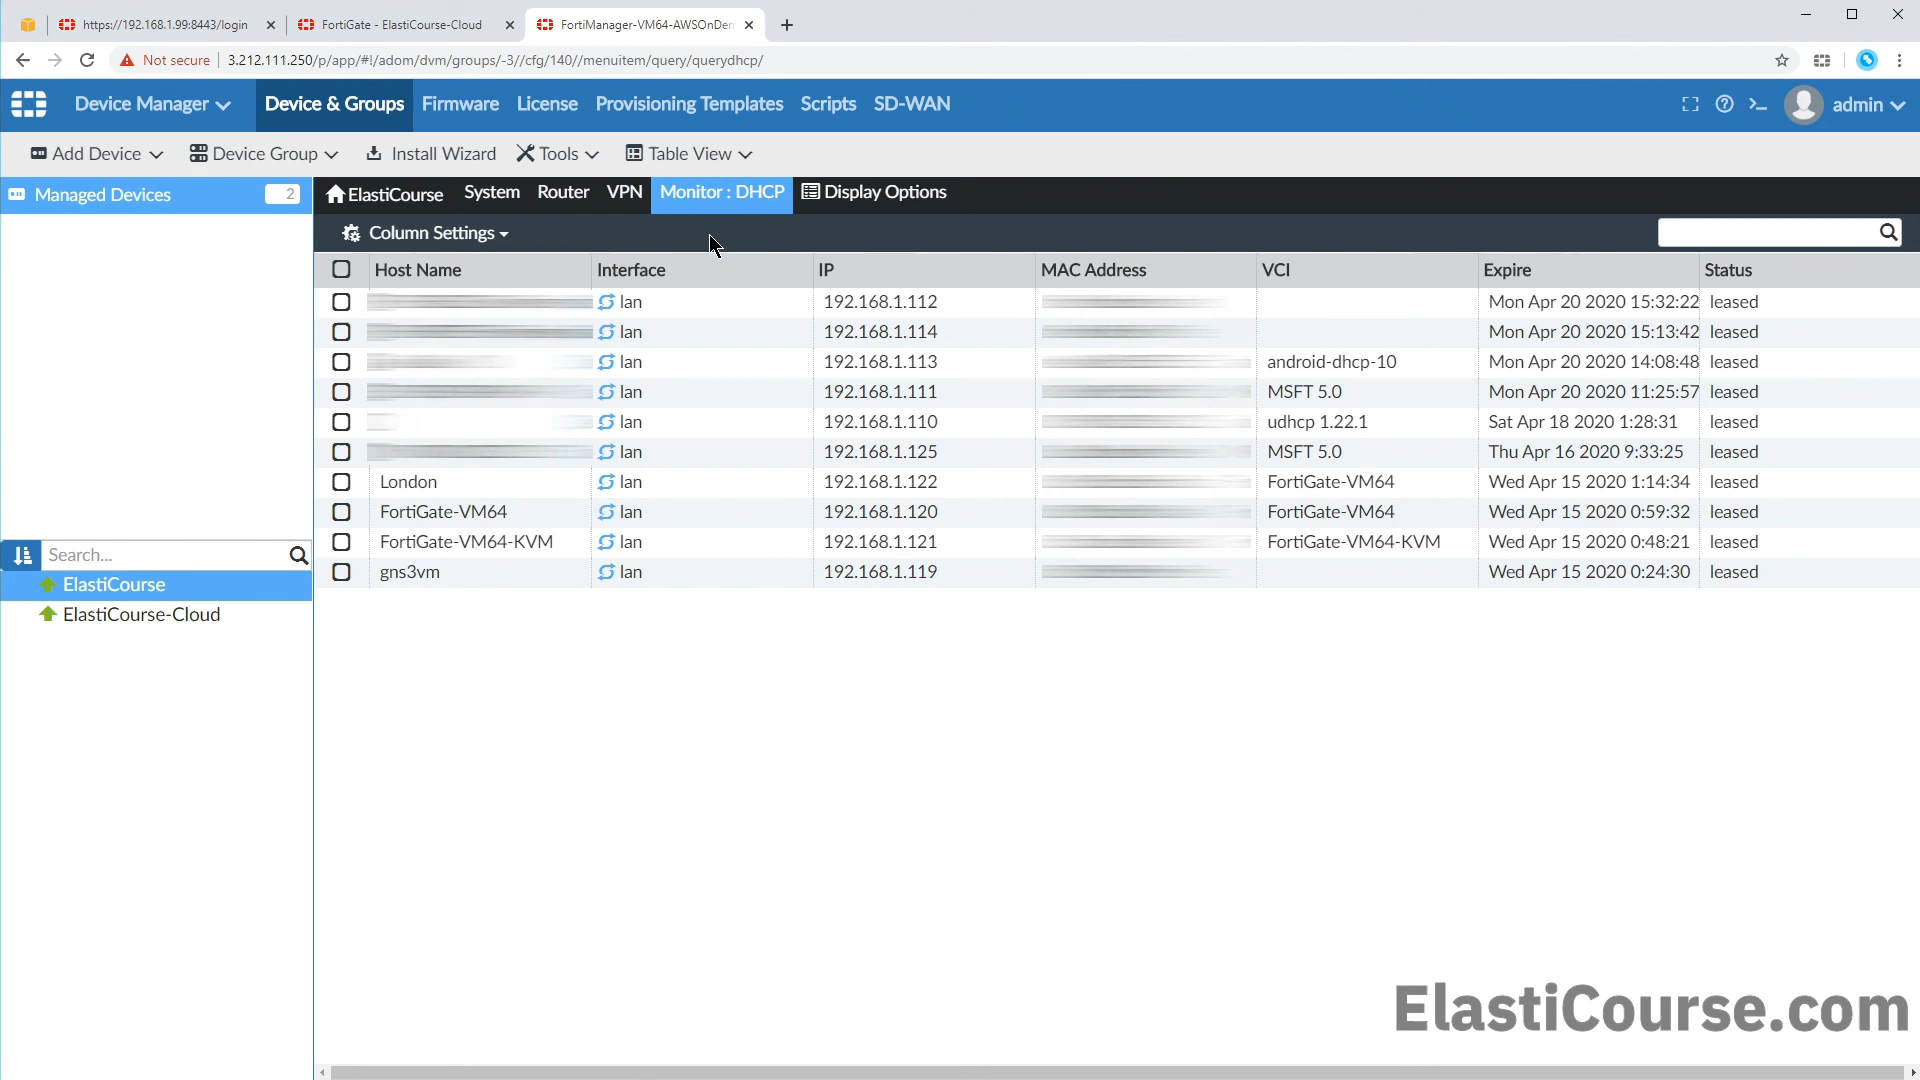 https://192.168.1.99:8443/login
FortiGate - ElastiCourse-Cloud
FortiManager-VM64-AWSOnDem
Not secure 3.212.111.250/p/app/#!/adom/dvm/groups/-3//cfg/140//menuitem/query/querydhcp/
Device Manager Device & Groups Firmware License Provisioning Templates Scripts SD-WAN admin
Add Device Device Group Install Wizard Tools Table View
Managed Devices 2
ElastiCourse System Router VPN Monitor : DHCP Display Options
Column Settings
Host Name Interface IP MAC Address VCI Expire Status
lan 192.168.1.112 Mon Apr 20 2020 15:32:22 leased
lan 192.168.1.114 Mon Apr 20 2020 15:13:42 leased
lan 192.168.1.113 android-dhcp-10 Mon Apr 20 2020 14:08:48 leased
lan 192.168.1.111 MSFT 5.0 Mon Apr 20 2020 11:25:57 leased
lan 192.168.1.110 udhcp 1.22.1 Sat Apr 18 2020 1:28:31 leased
lan 192.168.1.125 MSFT 5.0 Thu Apr 16 2020 9:33:25 leased
London lan 192.168.1.122 FortiGate-VM64 Wed Apr 15 2020 1:14:34 leased
FortiGate-VM64 lan 192.168.1.120 FortiGate-VM64 Wed Apr 15 2020 0:59:32 leased
FortiGate-VM64-KVM lan 192.168.1.121 FortiGate-VM64-KVM Wed Apr 15 2020 0:48:21 leased
gns3vm lan 192.168.1.119 Wed Apr 15 2020 0:24:30 leased
Search...
ElastiCourse
ElastiCourse-Cloud
ElastiCourse.com